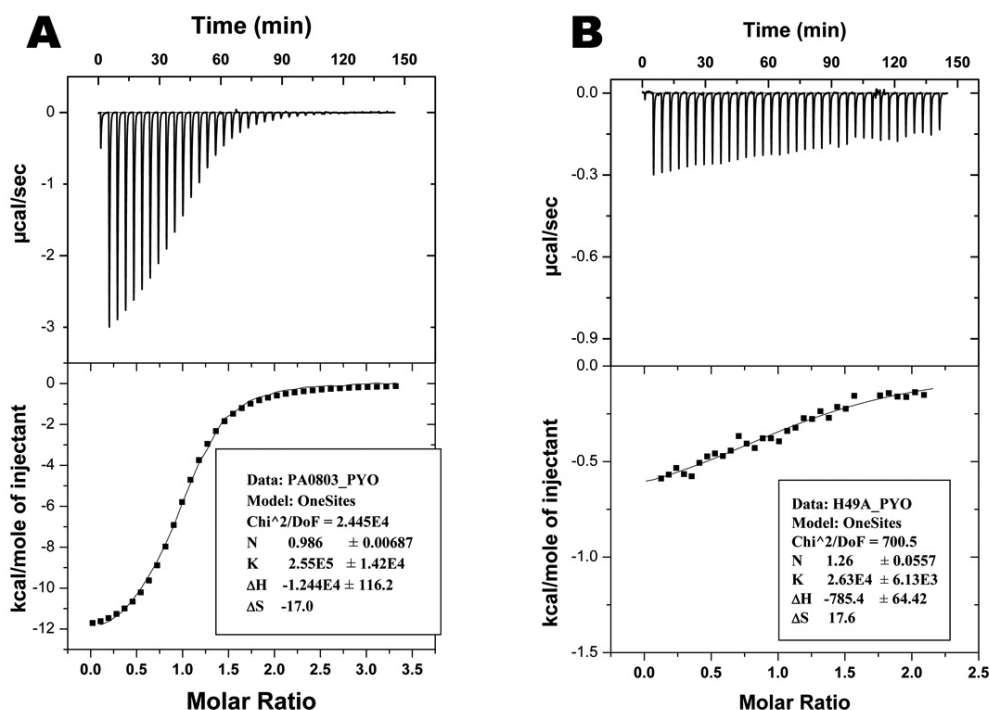 A
Time (min)
0 30 60 90 120 150
0
-1
-2
-3
µcal/sec
0
-2
-4
-6
-8
-10
-12
kcal/mole of injectant
Data: PA0803_PYO
Model: OneSites
Chi^2/DoF = 2.445E4
N 0.986 ± 0.00687
K 2.55E5 ± 1.42E4
ΔH -1.244E4 ± 116.2
ΔS -17.0
0.0 0.5 1.0 1.5 2.0 2.5 3.0 3.5
Molar Ratio
B
Time (min)
0 30 60 90 120 150
0.0
-0.3
-0.6
-0.9
µcal/sec
0.0
-0.5
-1.0
-1.5
kcal/mole of injectant
Data: H49A_PYO
Model: OneSites
Chi^2/DoF = 700.5
N 1.26 ± 0.0557
K 2.63E4 ± 6.13E3
ΔH -785.4 ± 64.42
ΔS 17.6
0.0 0.5 1.0 1.5 2.0 2.5
Molar Ratio